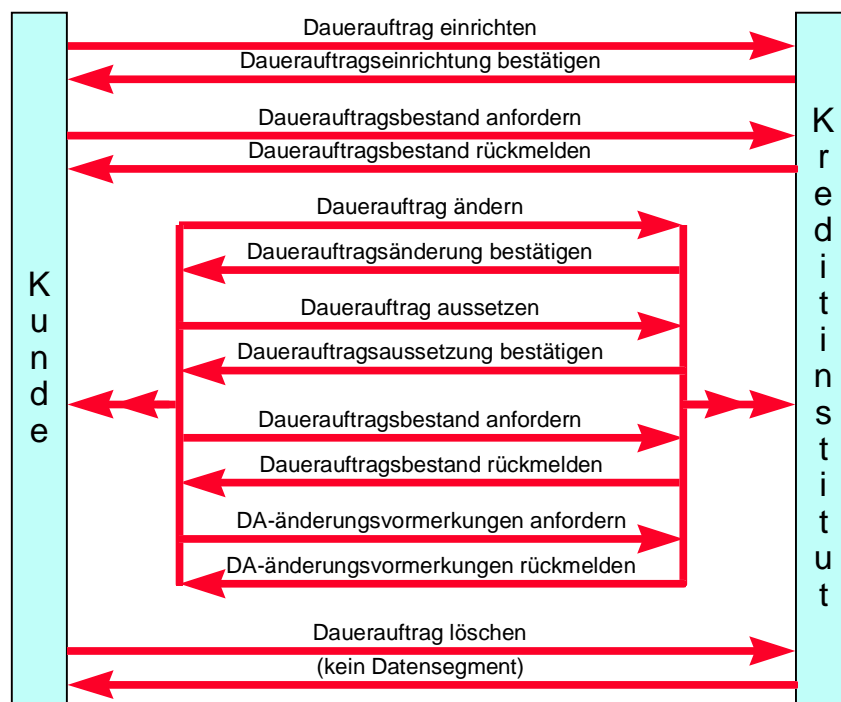 Dauerauftrag einrichten
Dauerauftragseinrichtung bestätigen
Dauerauftragsbestand anfordern
Dauerauftragsbestand rückmelden
Dauerauftrag ändern
Dauerauftragsänderung bestätigen
Dauerauftrag aussetzen
Dauerauftragsaussetzung bestätigen
Dauerauftragsbestand anfordern
Dauerauftragsbestand rückmelden
DA-änderungsvormerkungen anfordern
DA-änderungsvormerkungen rückmelden
Dauerauftrag löschen
(kein Datensegment)
Kunde
Kreditinstitut